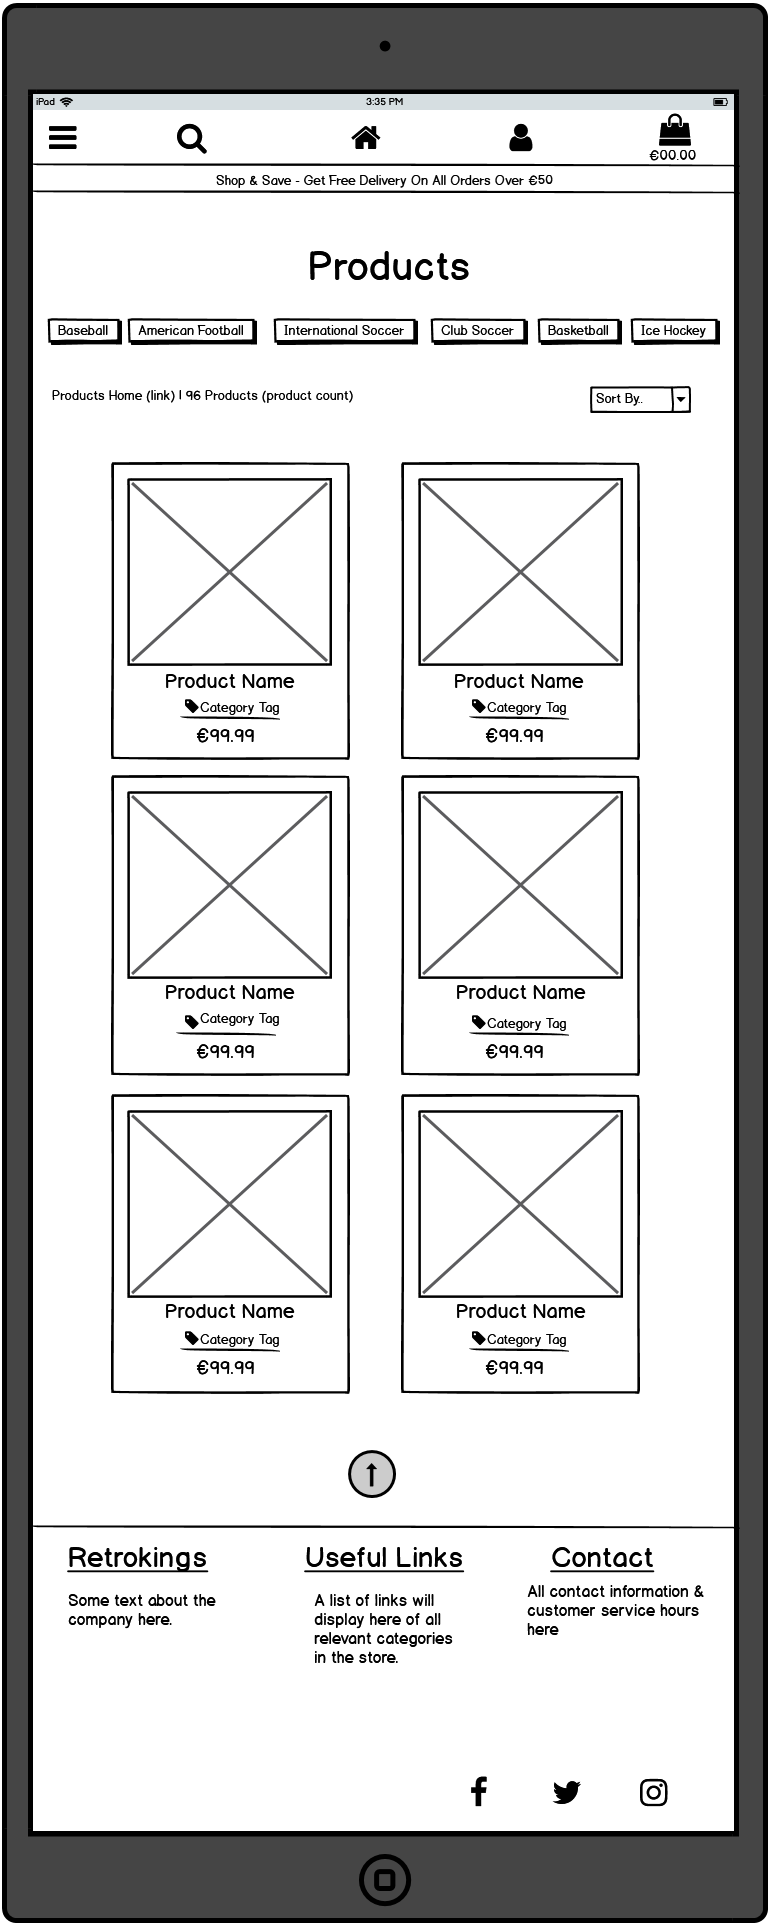 iPad 3:35 PM
€00.00
Shop & Save - Get Free Delivery On All Orders Over €50
Products
Baseball American Football International Soccer Club Soccer Basketball Ice Hockey
Products Home (link) | 96 Products (product count) Sort By..
Product Name Product Name
Category Tag Category Tag
€99.99 €99.99
Product Name Product Name
Category Tag Category Tag
€99.99 €99.99
Product Name Product Name
Category Tag Category Tag
€99.99 €99.99
Retrokings
Some text about the
company here.
Useful Links
A list of links will
display here of all
relevant categories
in the store.
Contact
All contact information &
customer service hours
here